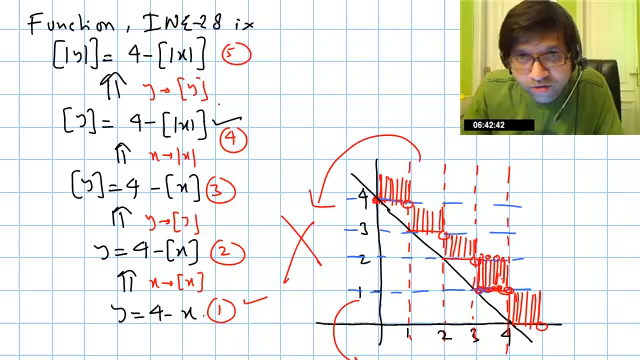 Function, INE-28 ix
[|y|] = 4-[|x|] ⑤
⇑ y→[y]
[y] = 4-[|x|] ✓ ④
⇑ x→|x|
[y] = 4-[x] ③
⇑ y→[y]
y = 4-[x] ②
⇑ x→[x]
y = 4-x. ① ✓
06:42:42
4
3
2
1
1 2 3 4